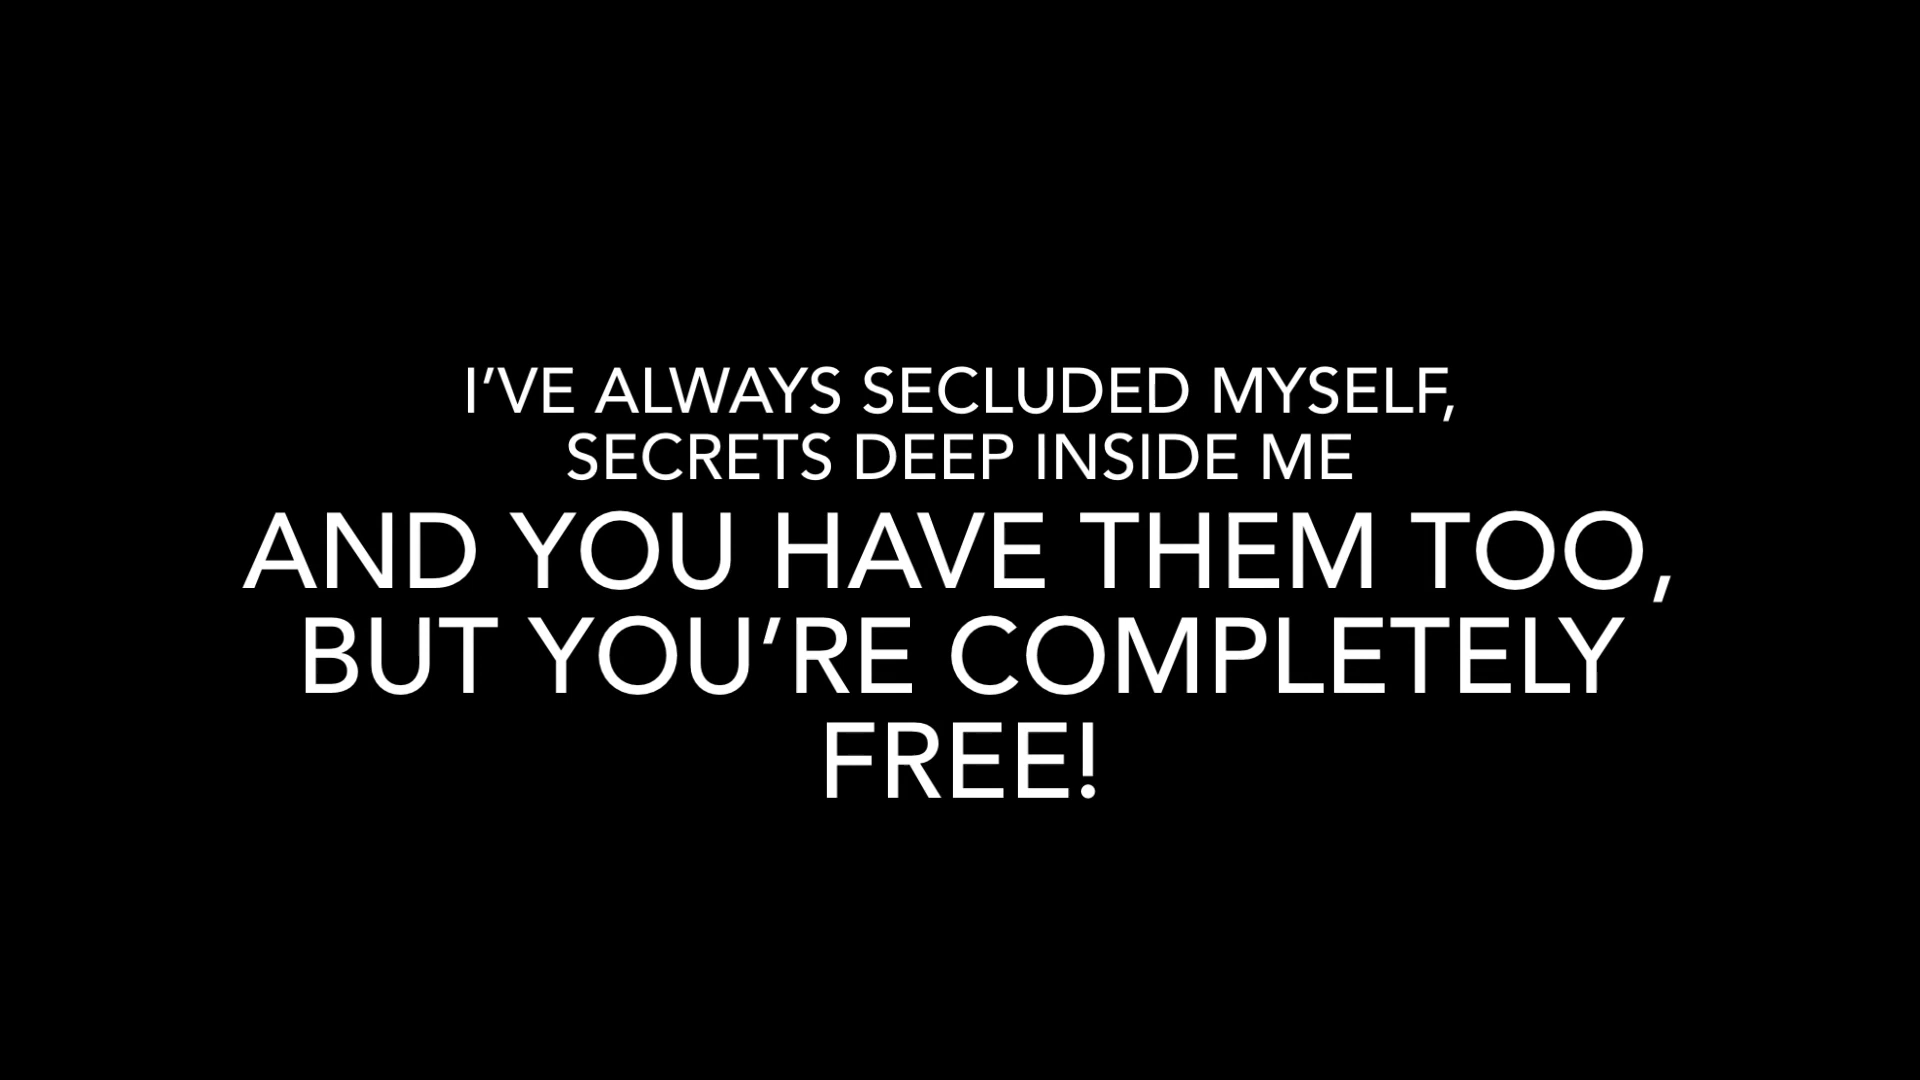 I’VE ALWAYS SECLUDED MYSELF,
SECRETS DEEP INSIDE ME
AND YOU HAVE THEM TOO,
BUT YOU’RE COMPLETELY
FREE!